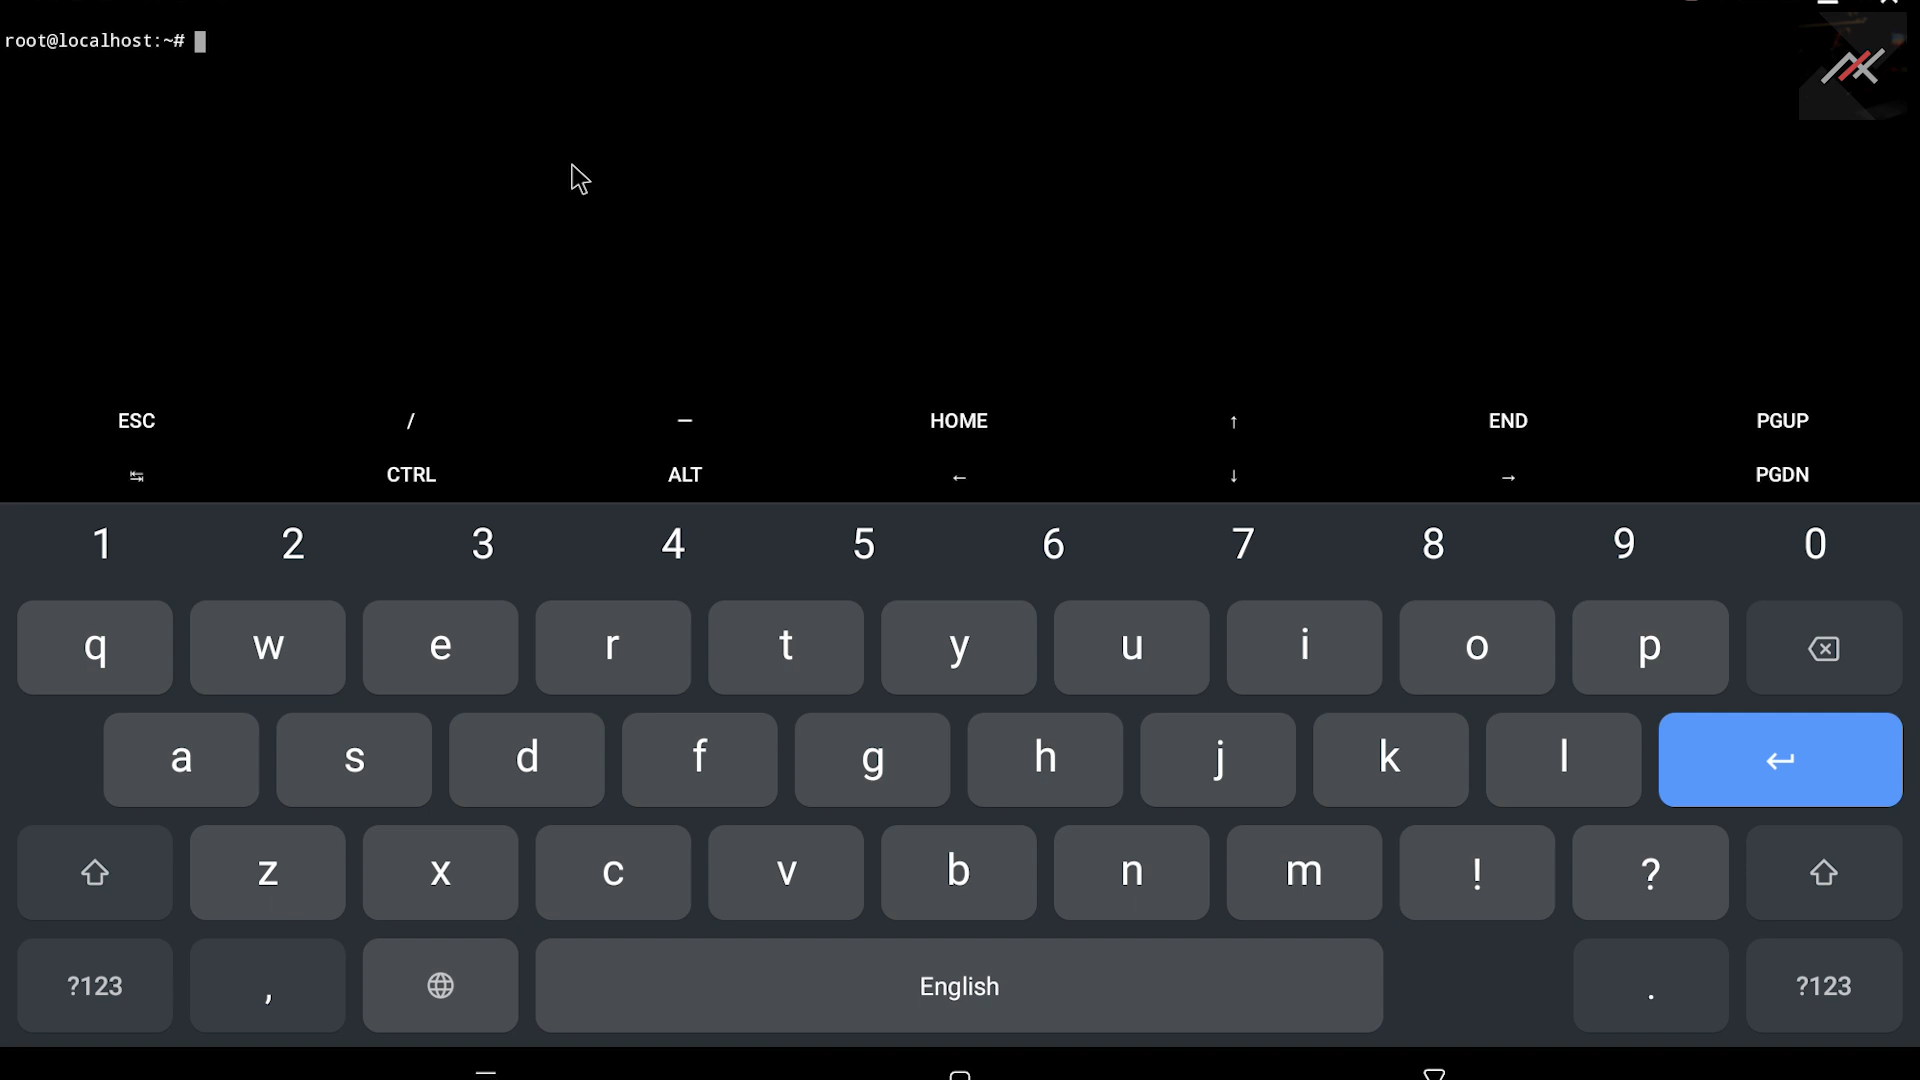 root@localhost:~#
ESC / — HOME ↑ END PGUP
⇆ CTRL ALT ← ↓ → PGDN
1 2 3 4 5 6 7 8 9 0
q w e r t y u i o p
a s d f g h j k l
z x c v b n m ! ?
?123 , English . ?123